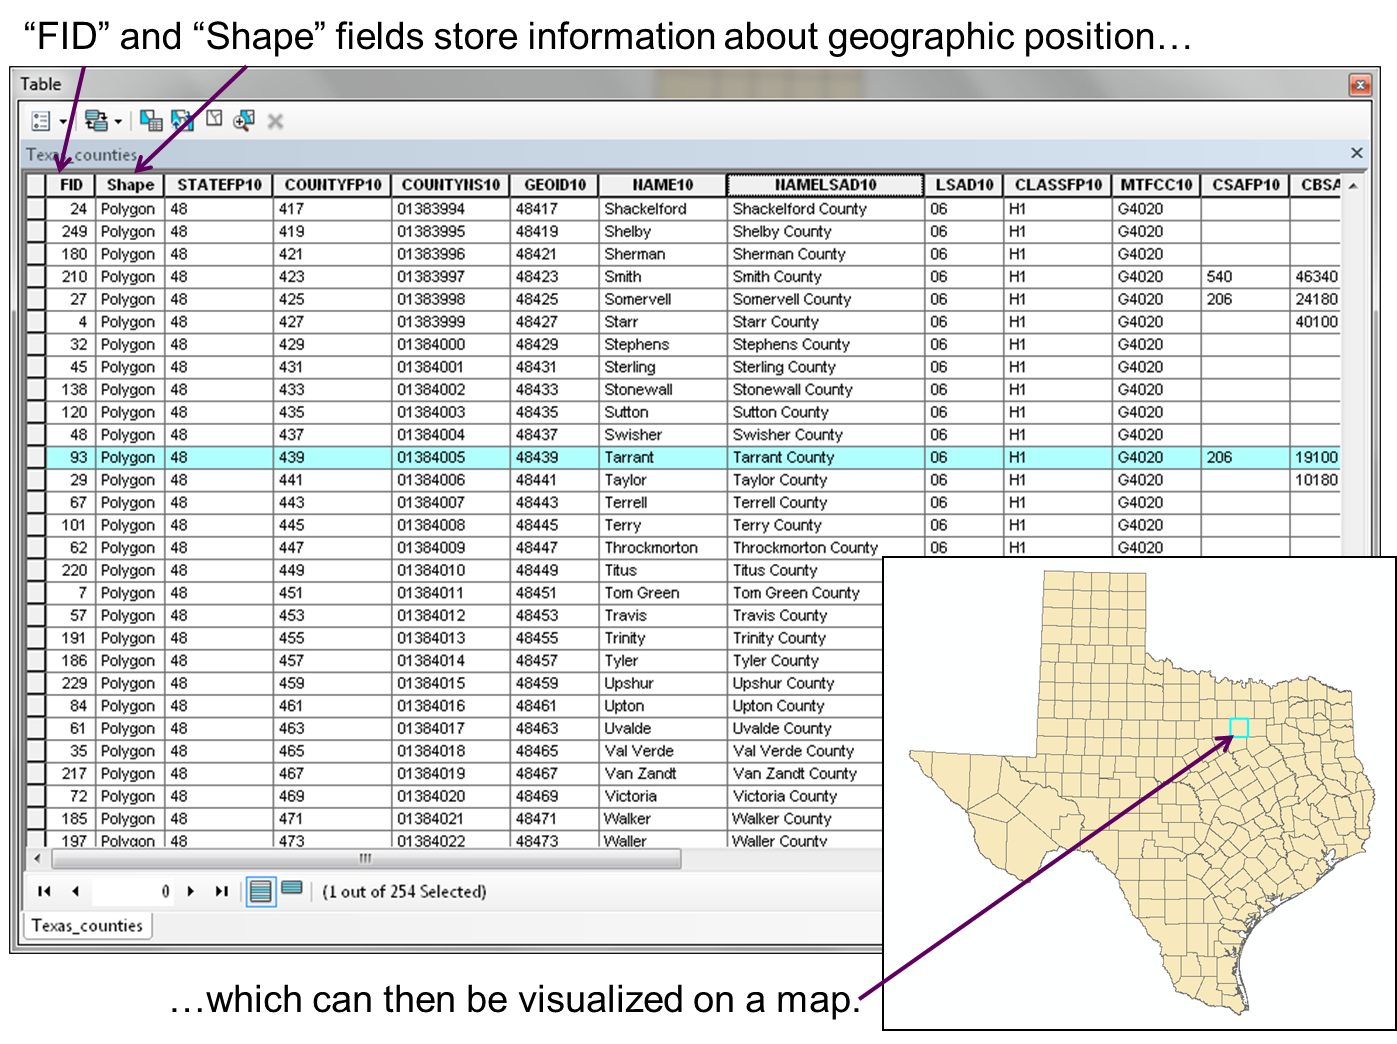 “FID” and “Shape” fields store information about geographic position…
Table
Texas_counties
FID Shape STATEFP10 COUNTYFP10 COUNTYNS10 GEOID10 NAME10 NAMELSAD10 LSAD10 CLASSFP10 MTFCC10 CSAFP10 CBSA
24 Polygon 48 417 01383994 48417 Shackelford Shackelford County 06 H1 G4020
249 Polygon 48 419 01383995 48419 Shelby Shelby County 06 H1 G4020
180 Polygon 48 421 01383996 48421 Sherman Sherman County 06 H1 G4020
210 Polygon 48 423 01383997 48423 Smith Smith County 06 H1 G4020 540 46340
27 Polygon 48 425 01383998 48425 Somervell Somervell County 06 H1 G4020 206 24180
4 Polygon 48 427 01383999 48427 Starr Starr County 06 H1 G4020 40100
32 Polygon 48 429 01384000 48429 Stephens Stephens County 06 H1 G4020
45 Polygon 48 431 01384001 48431 Sterling Sterling County 06 H1 G4020
138 Polygon 48 433 01384002 48433 Stonewall Stonewall County 06 H1 G4020
120 Polygon 48 435 01384003 48435 Sutton Sutton County 06 H1 G4020
48 Polygon 48 437 01384004 48437 Swisher Swisher County 06 H1 G4020
93 Polygon 48 439 01384005 48439 Tarrant Tarrant County 06 H1 G4020 206 19100
29 Polygon 48 441 01384006 48441 Taylor Taylor County 06 H1 G4020 10180
67 Polygon 48 443 01384007 48443 Terrell Terrell County 06 H1 G4020
101 Polygon 48 445 01384008 48445 Terry Terry County 06 H1 G4020
62 Polygon 48 447 01384009 48447 Throckmorton Throckmorton County 06 H1 G4020
220 Polygon 48 449 01384010 48449 Titus Titus County
7 Polygon 48 451 01384011 48451 Tom Green Tom Green County
57 Polygon 48 453 01384012 48453 Travis Travis County
191 Polygon 48 455 01384013 48455 Trinity Trinity County
186 Polygon 48 457 01384014 48457 Tyler Tyler County
229 Polygon 48 459 01384015 48459 Upshur Upshur County
84 Polygon 48 461 01384016 48461 Upton Upton County
61 Polygon 48 463 01384017 48463 Uvalde Uvalde County
35 Polygon 48 465 01384018 48465 Val Verde Val Verde County
217 Polygon 48 467 01384019 48467 Van Zandt Van Zandt County
72 Polygon 48 469 01384020 48469 Victoria Victoria County
185 Polygon 48 471 01384021 48471 Walker Walker County
197 Polygon 48 473 01384022 48473 Waller Waller County
0 (1 out of 254 Selected)
Texas_counties
…which can then be visualized on a map.